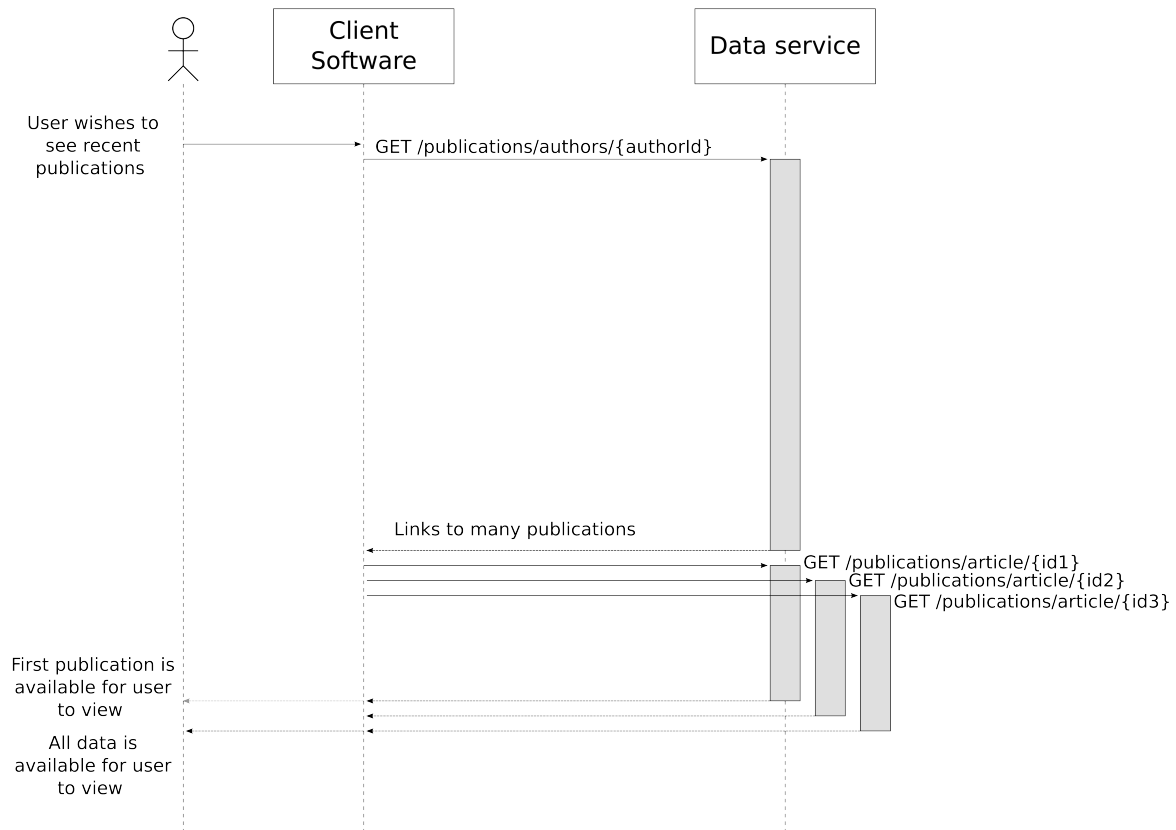 Client
Software
Data service
User wishes to
see recent
publications
GET /publications/authors/{authorId}
Links to many publications
GET /publications/article/{id1}
GET /publications/article/{id2}
GET /publications/article/{id3}
First publication is
available for user
to view
All data is
available for user
to view